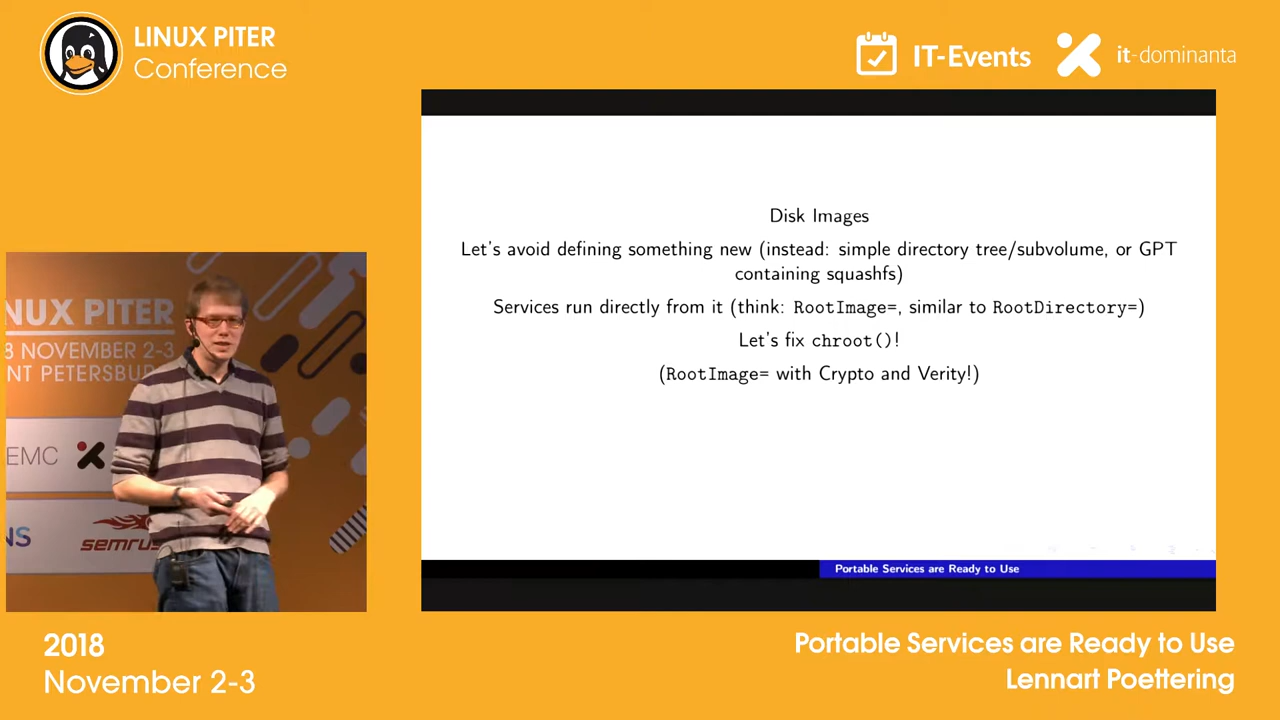 LINUX PITER
Conference
IT-Events
it-dominanta
Disk Images
Let's avoid defining something new (instead: simple directory tree/subvolume, or GPT
containing squashfs)
Services run directly from it (think: RootImage=, similar to RootDirectory=)
Let's fix chroot()!
(RootImage= with Crypto and Verity!)
Portable Services are Ready to Use
NUX PITER
8 NOVEMBER 2-3
NT PETERSBU
EMC
NS
semrus
2018
November 2-3
Portable Services are Ready to Use
Lennart Poettering